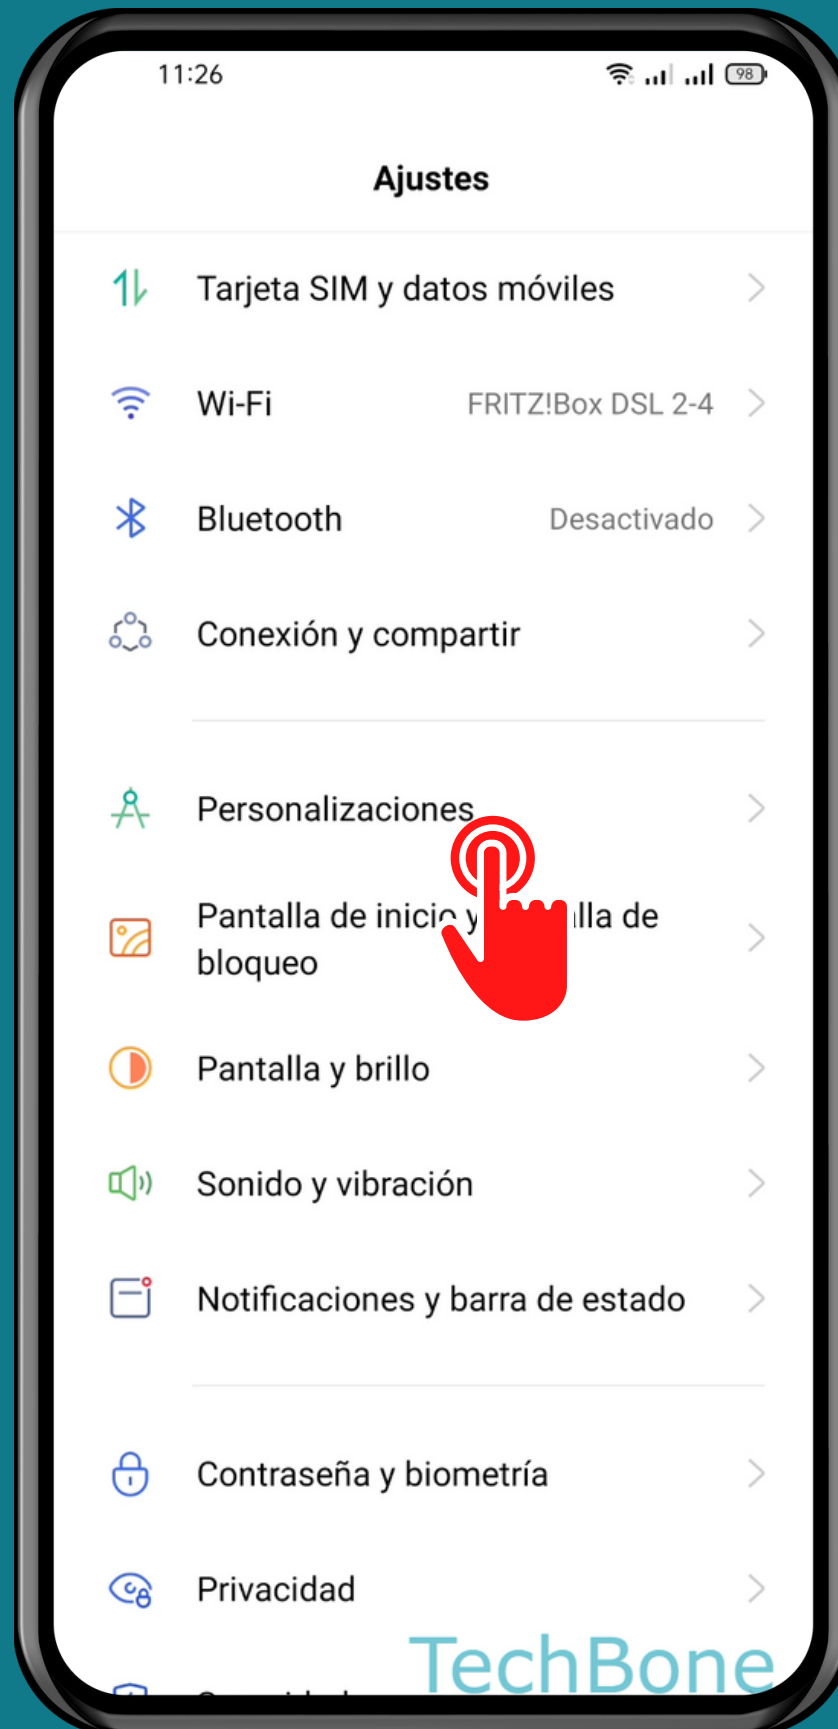 11:26
98
Ajustes
Tarjeta SIM y datos móviles
Wi-Fi
FRITZ!Box DSL 2-4
Bluetooth
Desactivado
Conexión y compartir
Personalizaciones
Pantalla de inicio y de
bloqueo
Pantalla y brillo
Sonido y vibración
Notificaciones y barra de estado
Contraseña y biometría
Privacidad
TechBone